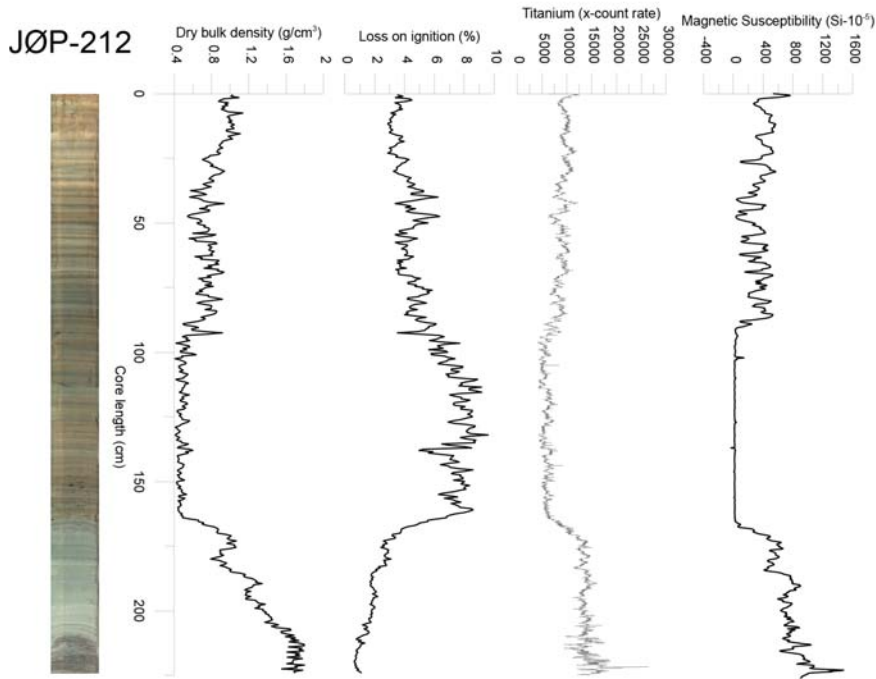 JØP-212
Dry bulk density (g/cm³)
0.4 0.8 1.2 1.6 2
Loss on ignition (%)
0 2 4 6 8 10
Titanium (x-count rate)
0 5000 10000 15000 20000 30000
Magnetic Susceptibility (Si-10⁻⁵)
-400 0 400 800 1200 1600
0
50
100
150
200
Core length (cm)